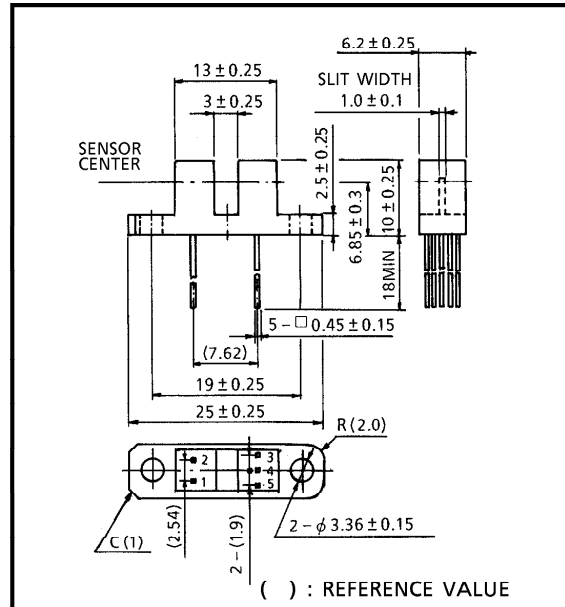 6.2±0.25
13±0.25
SLIT WIDTH
3±0.25
1.0±0.1
SENSOR
CENTER
2.5±0.25
6.85±0.3
10±0.25
18MIN
5-□0.45±0.15
(7.62)
19±0.25
25±0.25
R(2.0)
2
3
4
1
5
C(1)
(2.54)
2-(1.9)
2-φ3.36±0.15
( ) : REFERENCE VALUE